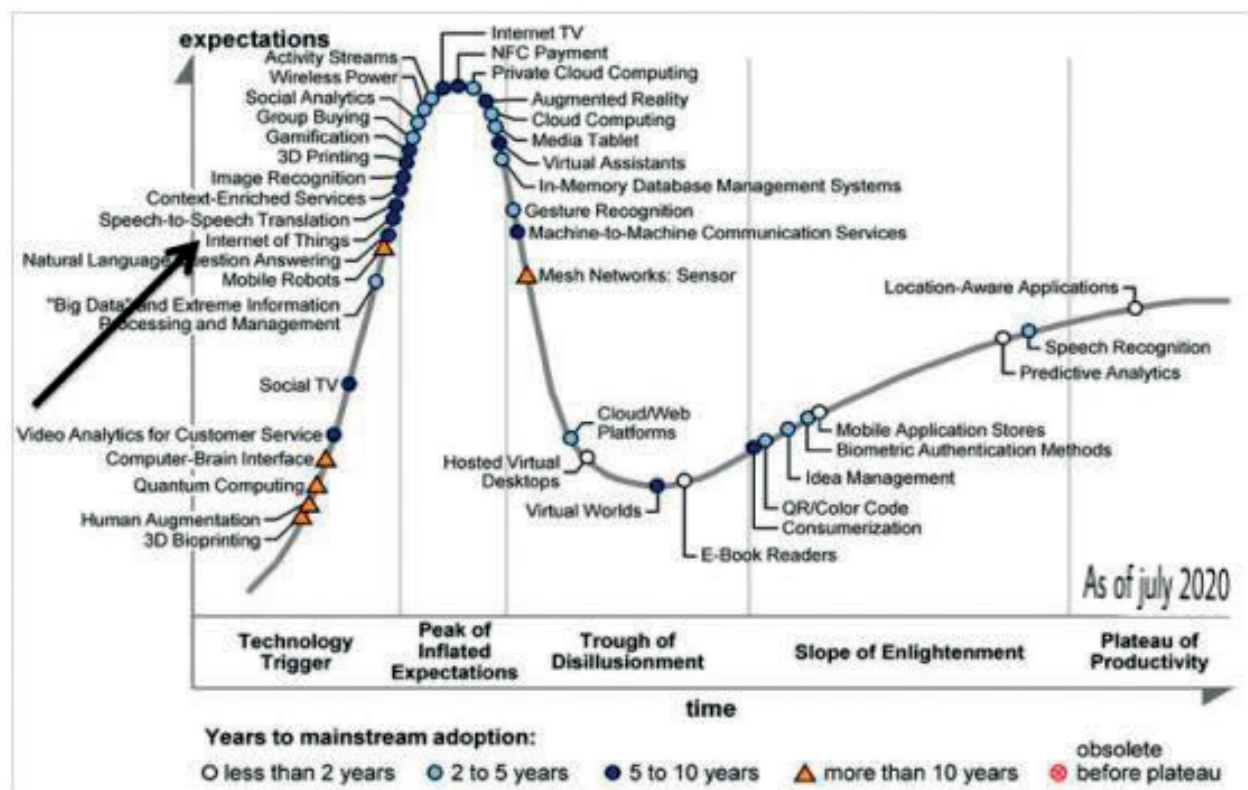 expectations
Activity Streams
Wireless Power
Social Analytics
Group Buying
Gamification
3D Printing
Image Recognition
Context-Enriched Services
Speech-to-Speech Translation
Internet of Things
Natural Language Question Answering
Mobile Robots
"Big Data" and Extreme Information
Processing and Management
Social TV
Video Analytics for Customer Service
Computer-Brain Interface
Quantum Computing
Human Augmentation
3D Bioprinting
Internet TV
NFC Payment
Private Cloud Computing
Augmented Reality
Cloud Computing
Media Tablet
Virtual Assistants
In-Memory Database Management Systems
Gesture Recognition
Machine-to-Machine Communication Services
Mesh Networks: Sensor
Cloud/Web
Platforms
Hosted Virtual
Desktops
Virtual Worlds
E-Book Readers
Location-Aware Applications
Speech Recognition
Predictive Analytics
Mobile Application Stores
Biometric Authentication Methods
Idea Management
QR/Color Code
Consumerization
As of july 2020
Technology
Trigger
Peak of
Inflated
Expectations
Trough of
Disillusionment
Slope of Enlightenment
Plateau of
Productivity
time
Years to mainstream adoption:
less than 2 years
2 to 5 years
5 to 10 years
more than 10 years
obsolete
before plateau